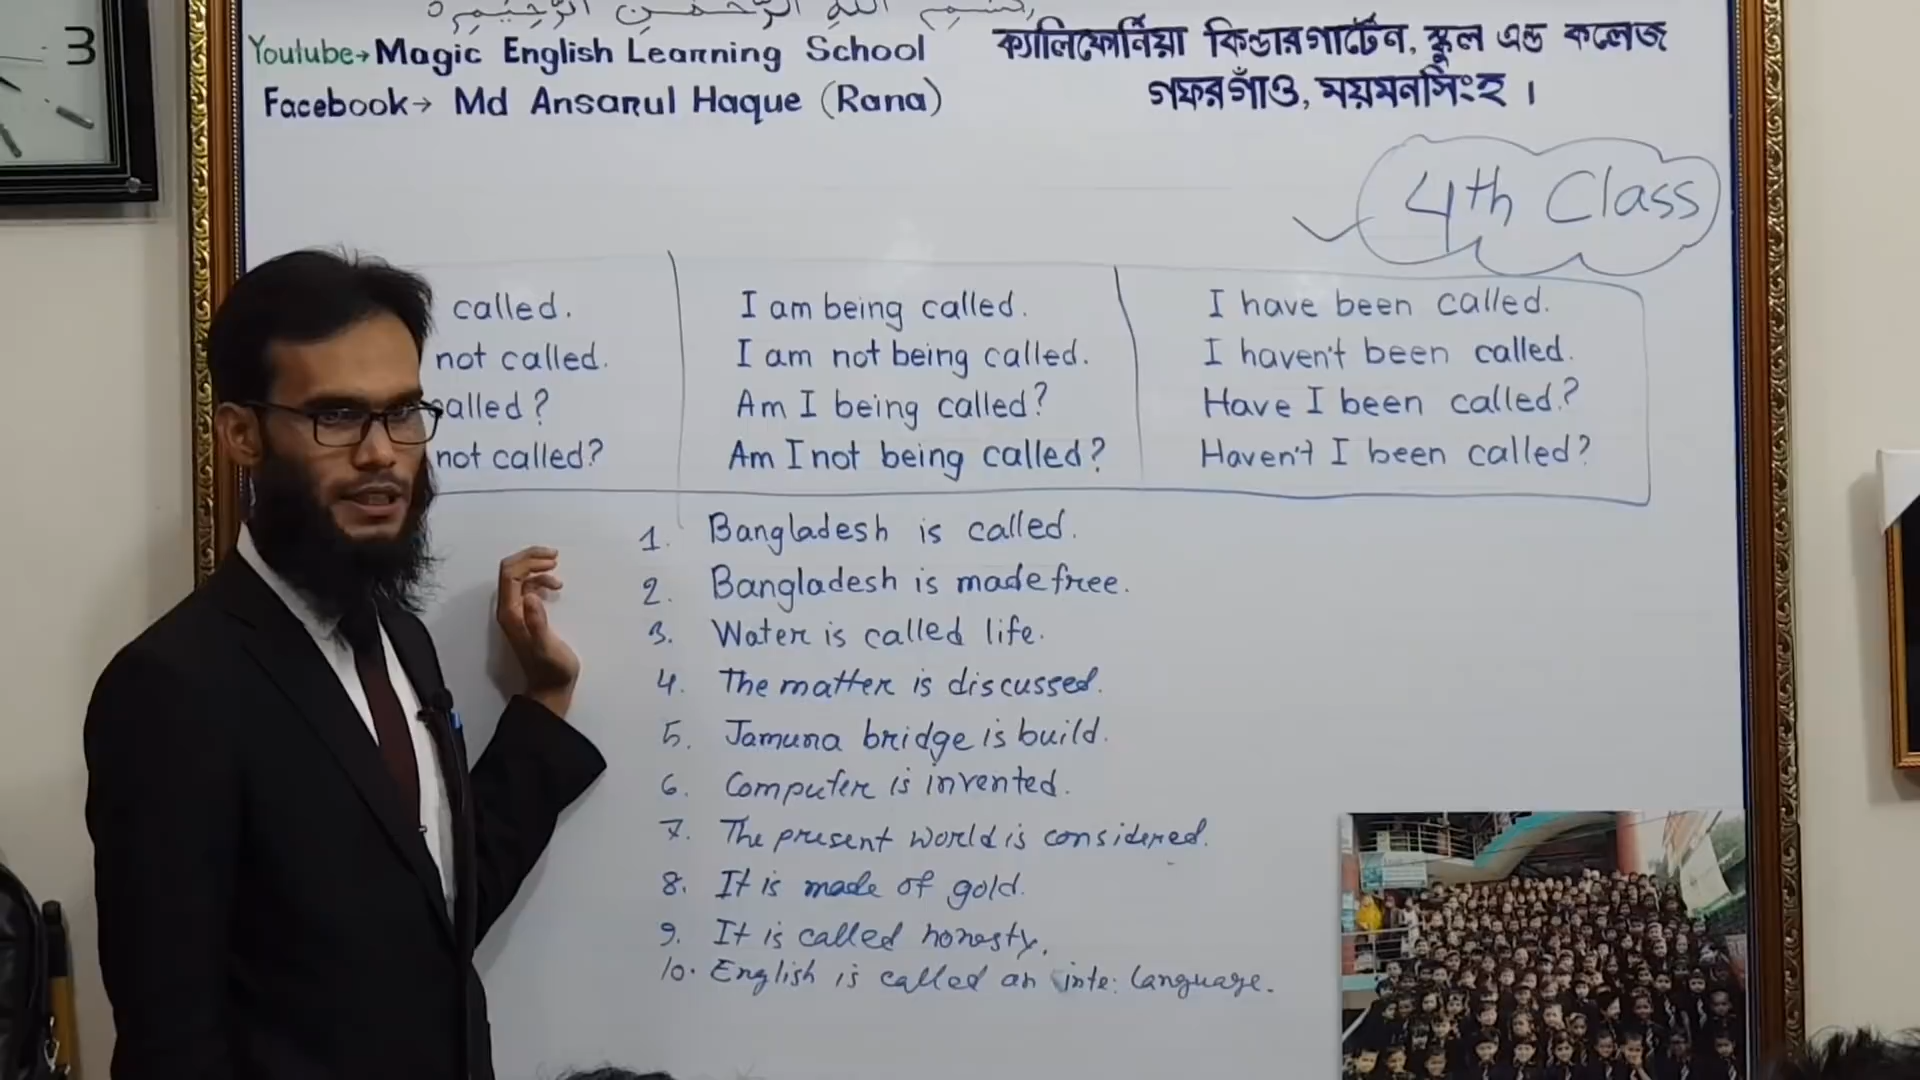 3
بسم الله الرحمن الرحيم
Youtube→ Magic English Learning School
Facebook→ Md Ansarul Haque (Rana)
ক্যালিফোর্নিয়া কিন্ডারগার্টেন, স্কুল এন্ড কলেজ
গফরগাঁও, ময়মনসিংহ ।
4th Class
called.
not called.
called?
not called?
I am being called.
I am not being called.
Am I being called?
Am I not being called?
I have been called.
I haven't been called.
Have I been called?
Haven't I been called?
1. Bangladesh is called.
2. Bangladesh is made free.
3. Water is called life.
4. The matter is discussed.
5. Jamuna bridge is build.
6. Computer is invented.
7. The present world is considered.
8. It is made of gold.
9. It is called honesty.
10. English is called an inte: language.